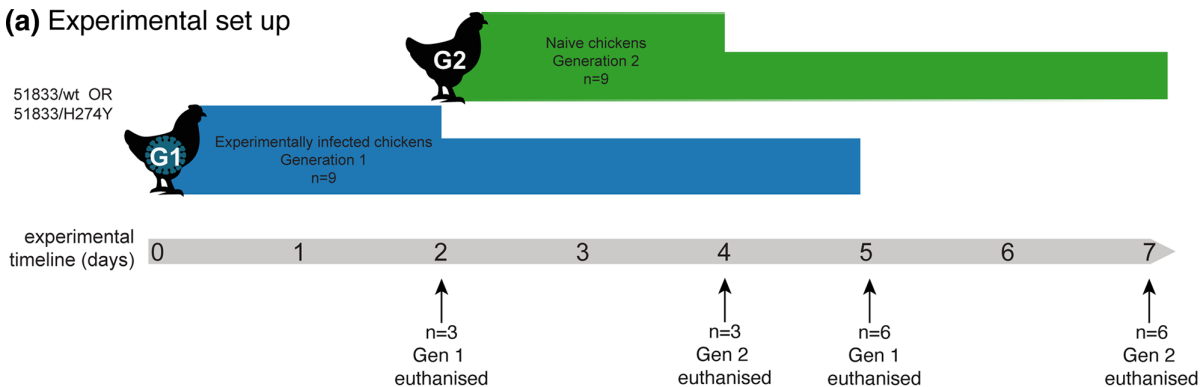 (a) Experimental set up
G2
Naive chickens
Generation 2
n=9
51833/wt OR
51833/H274Y
G1
Experimentally infected chickens
Generation 1
n=9
experimental
timeline (days)
0 1 2 3 4 5 6 7
n=3
Gen 1
euthanised
n=3
Gen 2
euthanised
n=6
Gen 1
euthanised
n=6
Gen 2
euthanised